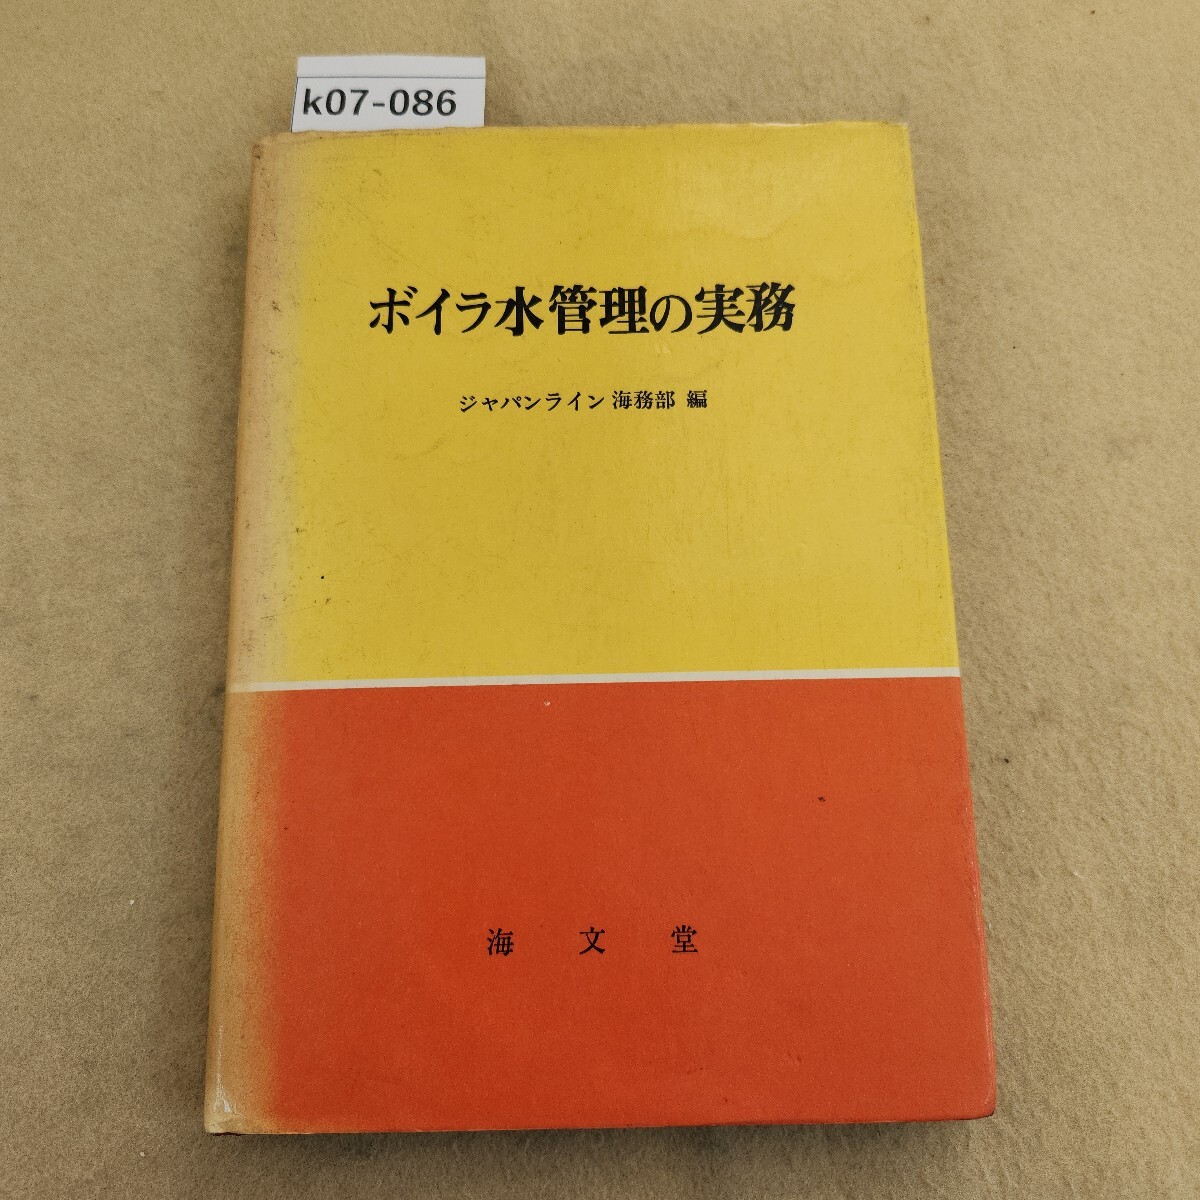 k07-086
ボイラ水管理の実務
ジャパンライン 海務部 編
海文堂